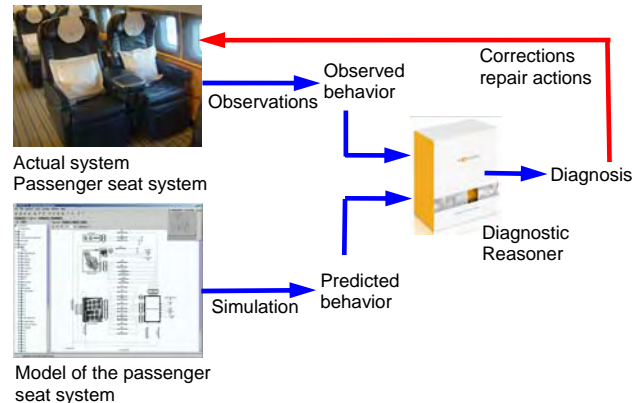 Corrections
repair actions
Observed
behavior
Observations
Actual system
Passenger seat system
Diagnosis
Diagnostic
Reasoner
Predicted
behavior
Simulation
Model of the passenger
seat system